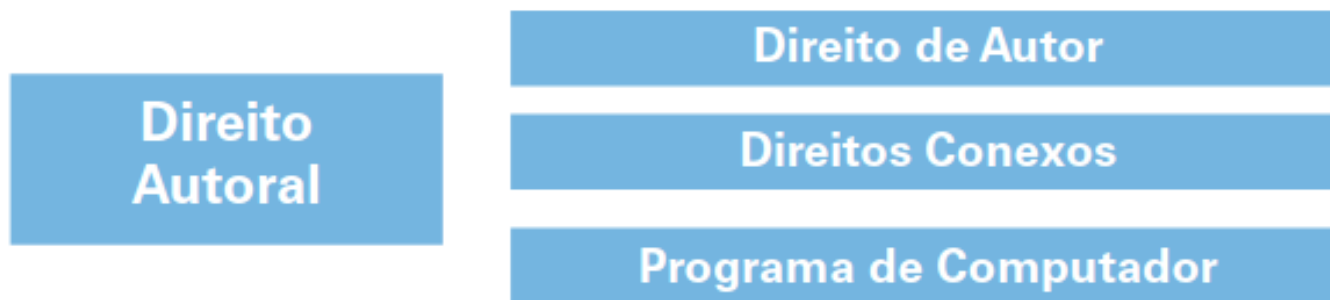 Direito
Autoral
Direito de Autor
Direitos Conexos
Programa de Computador